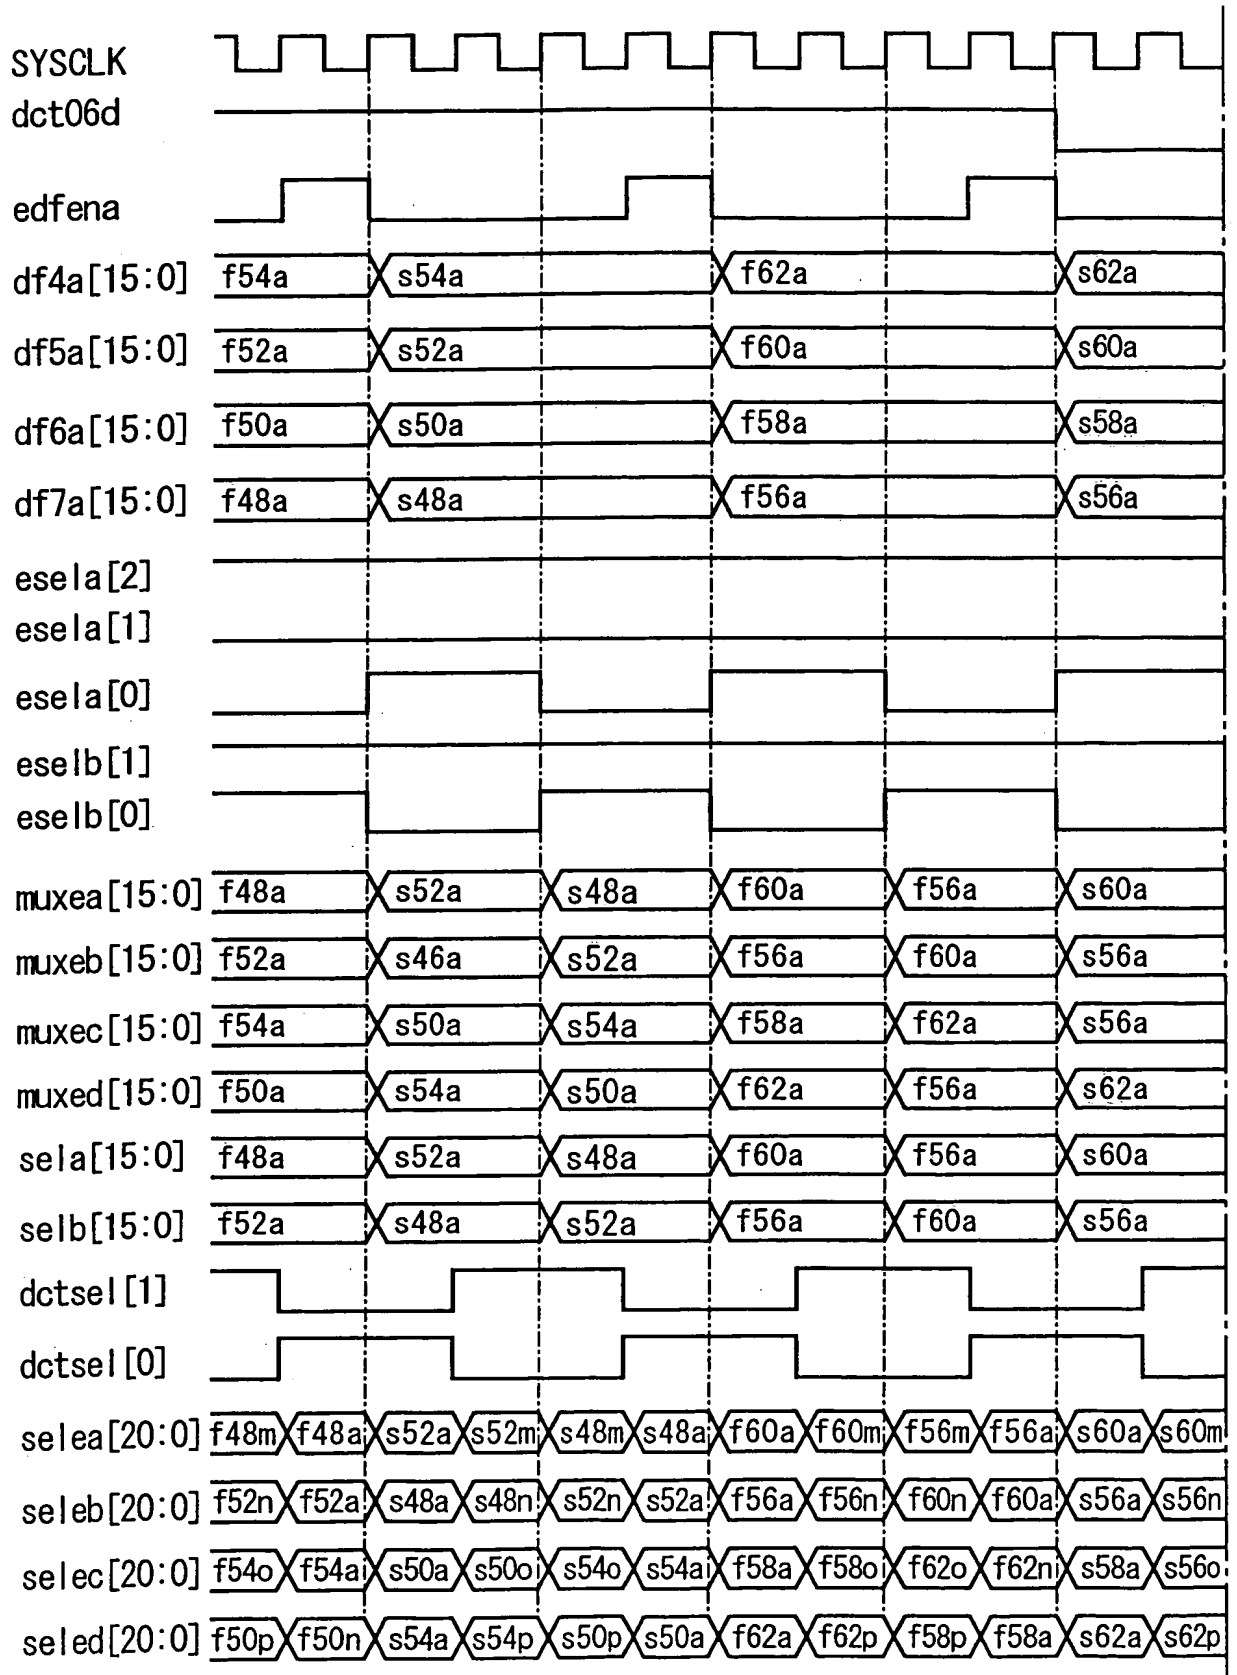 SYSCLK
dct06d
edfena
df4a[15:0] f54a s54a f62a s62a
df5a[15:0] f52a s52a f60a s60a
df6a[15:0] f50a s50a f58a s58a
df7a[15:0] f48a s48a f56a s56a
esela[2]
esela[1]
esela[0]
eselb[1]
eselb[0]
muxea[15:0] f48a s52a s48a f60a f56a s60a
muxeb[15:0] f52a s46a s52a f56a f60a s56a
muxec[15:0] f54a s50a s54a f58a f62a s56a
muxed[15:0] f50a s54a s50a f62a f56a s62a
sela[15:0] f48a s52a s48a f60a f56a s60a
selb[15:0] f52a s48a s52a f56a f60a s56a
dctsel[1]
dctsel[0]
selea[20:0] f48m f48a s52a s52m s48m s48a f60a f60m f56m f56a s60a s60m
seleb[20:0] f52n f52a s48a s48n s52n s52a f56a f56n f60n f60a s56a s56n
selec[20:0] f54o f54a s50a s50o s54o s54a f58a f58o f62o f62n s58a s56o
seled[20:0] f50p f50n s54a s54p s50p s50a f62a f62p f58p f58a s62a s62p